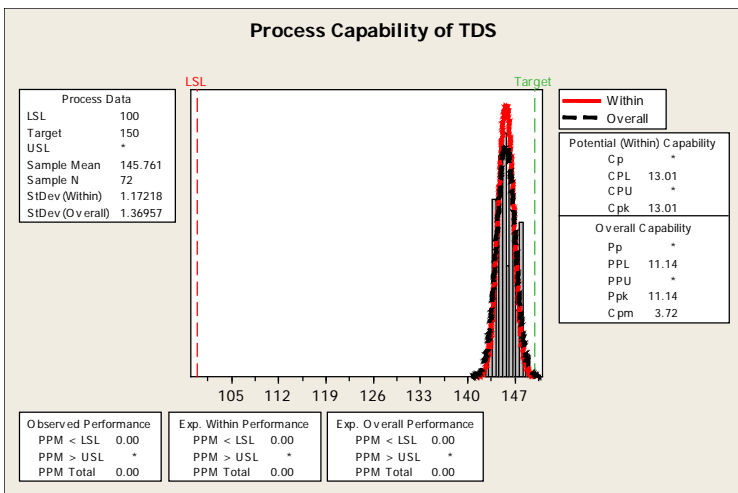 Process Capability of TDS
LSL Target
Process Data
LSL 100
Target 150
USL *
Sample Mean 145.761
Sample N 72
StDev(Within) 1.17218
StDev(Overall) 1.36957
Within
Overall
Potential (Within) Capability
Cp *
CPL 13.01
CPU *
Cpk 13.01
Overall Capability
Pp *
PPL 11.14
PPU *
Ppk 11.14
Cpm 3.72
105 112 119 126 133 140 147
Observed Performance
PPM < LSL 0.00
PPM > USL *
PPM Total 0.00
Exp. Within Performance
PPM < LSL 0.00
PPM > USL *
PPM Total 0.00
Exp. Overall Performance
PPM < LSL 0.00
PPM > USL *
PPM Total 0.00